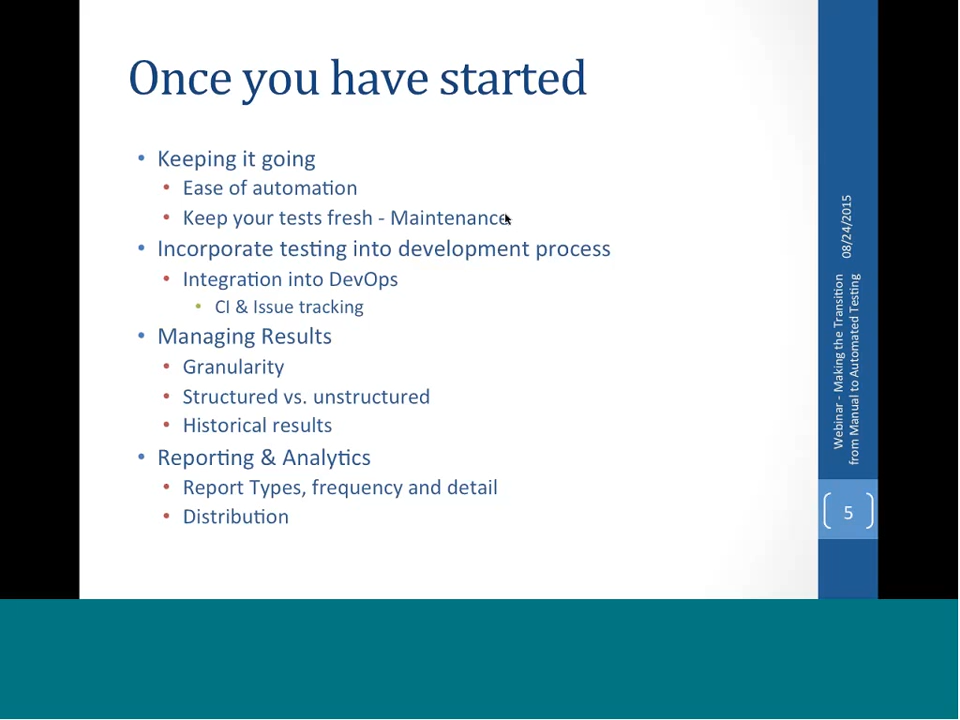 Once you have started
• Keeping it going
• Ease of automation
• Keep your tests fresh - Maintenance
• Incorporate testing into development process
• Integration into DevOps
• CI & Issue tracking
• Managing Results
• Granularity
• Structured vs. unstructured
• Historical results
• Reporting & Analytics
• Report Types, frequency and detail
• Distribution
08/24/2015
Webinar - Making the Transition
from Manual to Automated Testing
5